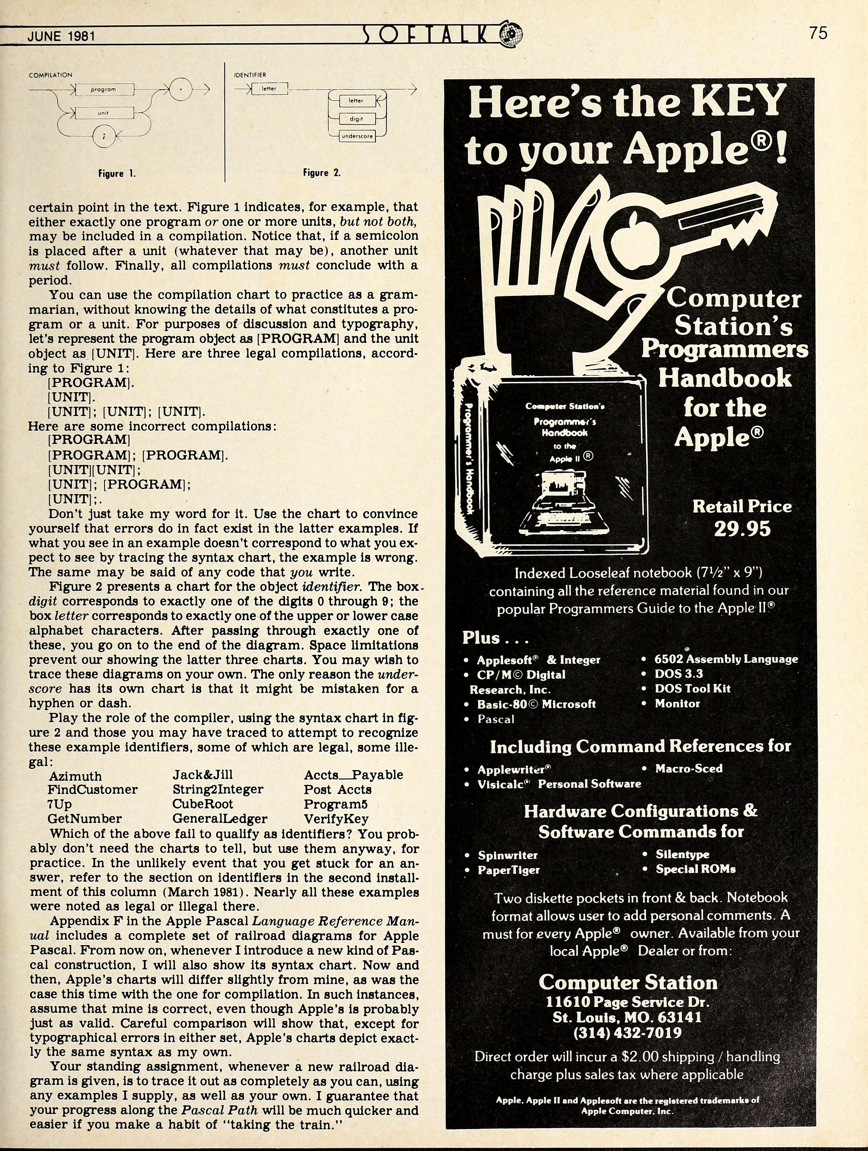 JUNE 1981
SOFTALK
75
COMPILATION
program
unit
;
.
Figure 1.
IDENTIFIER
letter
letter
digit
underscore
Figure 2.
certain point in the text. Figure 1 indicates, for example, that
either exactly one program or one or more units, but not both,
may be included in a compilation. Notice that, if a semicolon
is placed after a unit (whatever that may be), another unit
must follow. Finally, all compilations must conclude with a
period.
You can use the compilation chart to practice as a gram-
marian, without knowing the details of what constitutes a pro-
gram or a unit. For purposes of discussion and typography,
let's represent the program object as [PROGRAM] and the unit
object as [UNIT]. Here are three legal compilations, accord-
ing to Figure 1:
[PROGRAM].
[UNIT].
[UNIT]; [UNIT]; [UNIT].
Here are some incorrect compilations:
[PROGRAM]
[PROGRAM]; [PROGRAM].
[UNIT][UNIT];
[UNIT]; [PROGRAM];
[UNIT];.
Don't just take my word for it. Use the chart to convince
yourself that errors do in fact exist in the latter examples. If
what you see in an example doesn't correspond to what you ex-
pect to see by tracing the syntax chart, the example is wrong.
The same may be said of any code that you write.
Figure 2 presents a chart for the object identifier. The box
digit corresponds to exactly one of the digits 0 through 9; the
box letter corresponds to exactly one of the upper or lower case
alphabet characters. After passing through exactly one of
these, you go on to the end of the diagram. Space limitations
prevent our showing the latter three charts. You may wish to
trace these diagrams on your own. The only reason the under-
score has its own chart is that it might be mistaken for a
hyphen or dash.
Play the role of the compiler, using the syntax chart in fig-
ure 2 and those you may have traced to attempt to recognize
these example identifiers, some of which are legal, some ille-
gal:
Azimuth Jack&Jill Accts_Payable
FindCustomer String2Integer Post Accts
7Up CubeRoot Program5
GetNumber GeneralLedger VerifyKey
Which of the above fail to qualify as identifiers? You prob-
ably don't need the charts to tell, but use them anyway, for
practice. In the unlikely event that you get stuck for an an-
swer, refer to the section on identifiers in the second install-
ment of this column (March 1981). Nearly all these examples
were noted as legal or illegal there.
Appendix F in the Apple Pascal Language Reference Man-
ual includes a complete set of railroad diagrams for Apple
Pascal. From now on, whenever I introduce a new kind of Pas-
cal construction, I will also show its syntax chart. Now and
then, Apple's charts will differ slightly from mine, as was the
case this time with the one for compilation. In such instances,
assume that mine is correct, even though Apple's is probably
just as valid. Careful comparison will show that, except for
typographical errors in either set, Apple's charts depict exact-
ly the same syntax as my own.
Your standing assignment, whenever a new railroad dia-
gram is given, is to trace it out as completely as you can, using
any examples I supply, as well as your own. I guarantee that
your progress along the Pascal Path will be much quicker and
easier if you make a habit of "taking the train."
Here's the KEY
to your Apple®!
Computer
Station's
Programmers
Handbook
for the
Apple®
Programmer's Handbook
Computer Station's
Programmer's
Handbook
to the
Apple II ®
Retail Price
29.95
Indexed Looseleaf notebook (7½" x 9")
containing all the reference material found in our
popular Programmers Guide to the Apple II®
Plus . . .
• Applesoft® & Integer
• CP/M© Digital
Research, Inc.
• Basic-80© Microsoft
• Pascal
• 6502 Assembly Language
• DOS 3.3
• DOS Tool Kit
• Monitor
Including Command References for
• Applewriter®
• Visicalc® Personal Software
• Macro-Sced
Hardware Configurations &
Software Commands for
• Spinwriter
• PaperTiger
• Silentype
• Special ROMs
Two diskette pockets in front & back. Notebook
format allows user to add personal comments. A
must for every Apple® owner. Available from your
local Apple® Dealer or from:
Computer Station
11610 Page Service Dr.
St. Louis, MO. 63141
(314) 432-7019
Direct order will incur a $2.00 shipping / handling
charge plus sales tax where applicable
Apple, Apple II and Applesoft are the registered trademarks of
Apple Computer, Inc.